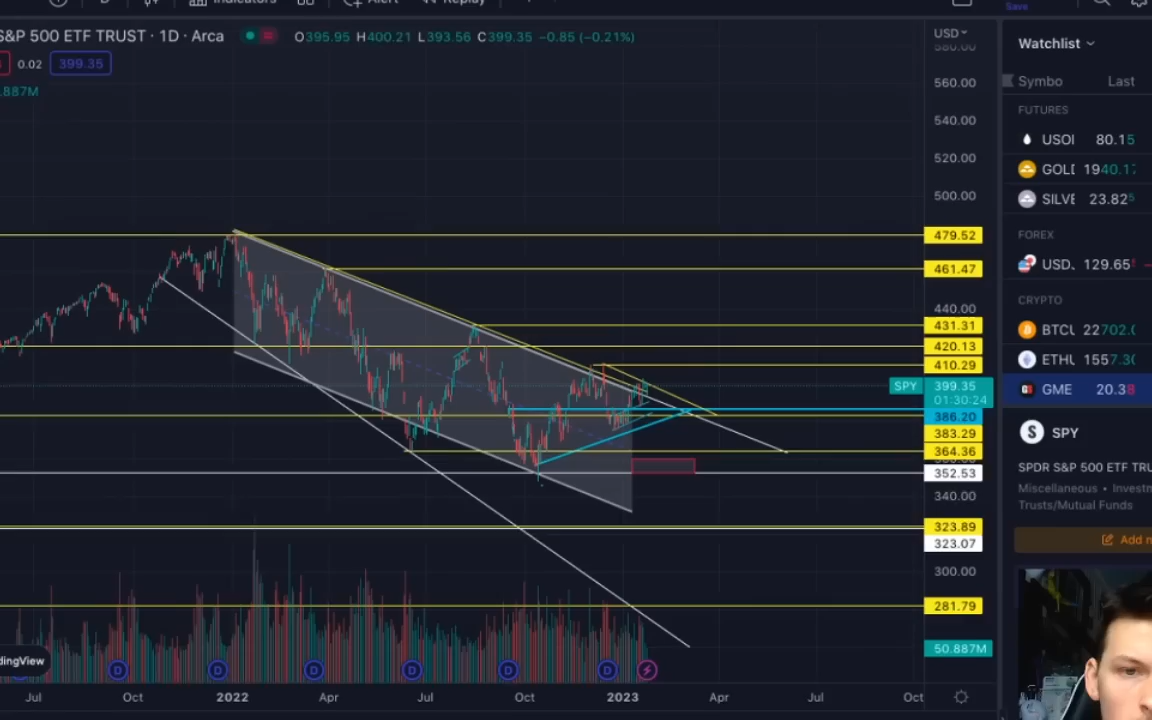 Indicators Alert Replay
Save
S&P 500 ETF TRUST · 1D · Arca O395.95 H400.21 L393.56 C399.35 −0.85 (−0.21%)
0.02 399.35
.887M
USD
580.00
560.00
540.00
520.00
500.00
479.52
461.47
440.00
431.31
420.13
410.29
SPY 399.35
01:30:24
386.20
383.29
364.36
352.53
340.00
323.89
323.07
300.00
281.79
50.887M
D D D D D D
dingView
Jul Oct 2022 Apr Jul Oct 2023 Apr Jul Oct
Watchlist
Symbo Last
FUTURES
USOI 80.15
GOLD 1940.17
SILVE 23.825
FOREX
USD. 129.65
CRYPTO
BTCU 22702.0
ETHU 1557.30
GME 20.38
S SPY
SPDR S&P 500 ETF TRU
Miscellaneous • Investm
Trusts/Mutual Funds
Add n